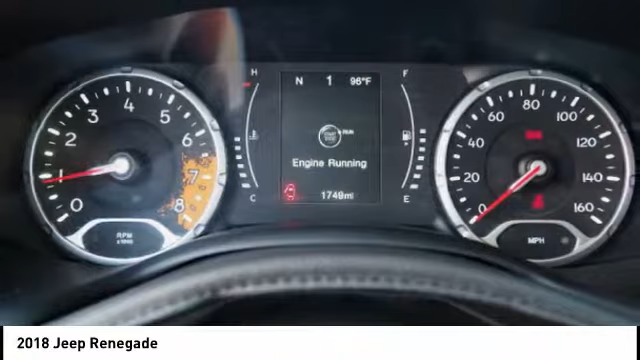 0 1 2 3 4 5 6 7 8
RPM
x1000
H
C
N 1 96°F
RUN
Engine Running
1749mi
F
E
0 20 40 60 80 100 120 140 160
MPH
2018 Jeep Renegade